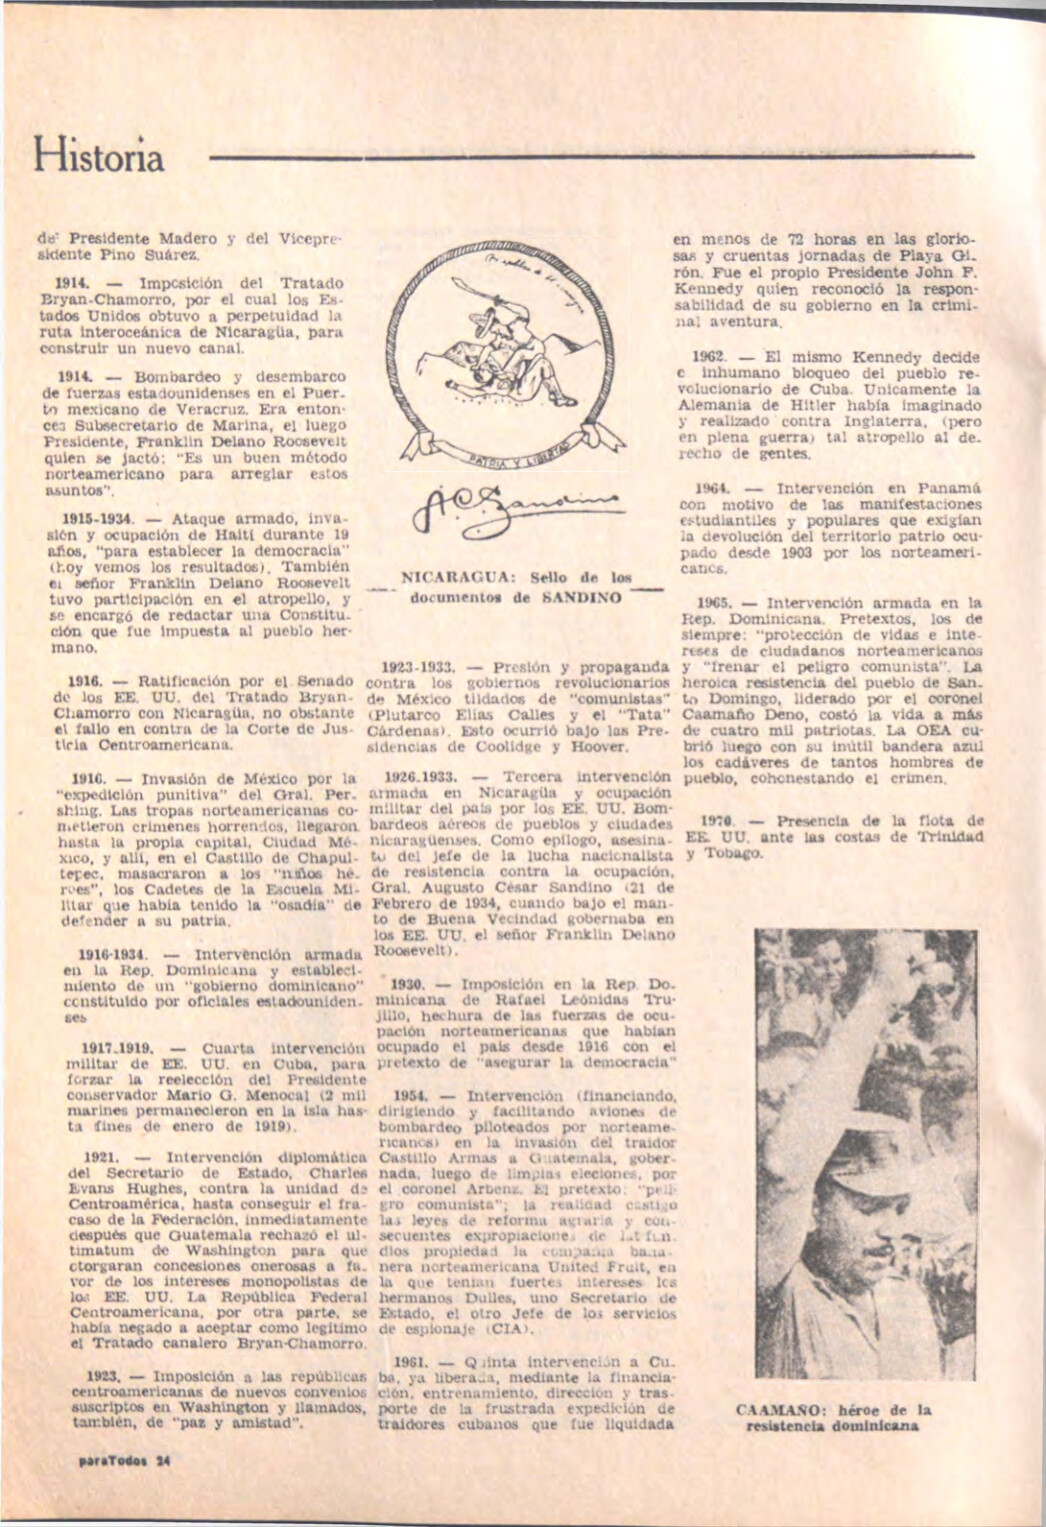 Historia
de' Presidente Madero y del Vicepre-
sidente Pino Suárez.
1914. — Imposición del Tratado
Bryan-Chamorro, por el cual los Es-
tados Unidos obtuvo a perpetuidad la
ruta interoceánica de Nicaragüa, para
construir un nuevo canal.
1914. — Bombardeo y desembarco
de fuerzas estadounidenses en el Puer-
to mexicano de Veracruz. Era enton-
ces Subsecretario de Marina, el luego
Presidente, Franklin Delano Roosevelt
quien se jactó: "Es un buen método
norteamericano para arreglar estos
asuntos".
1915-1934. — Ataque armado, inva-
sión y ocupación de Haití durante 19
años, "para establecer la democracia"
(hoy vemos los resultados). También
el señor Franklin Delano Roosevelt
tuvo participación en el atropello, y
se encargó de redactar una Constitu-
ción que fue impuesta al pueblo her-
mano.
1916. — Ratificación por el Senado
de los EE. UU. del Tratado Bryan-
Chamorro con Nicaragüa, no obstante
el fallo en contra de la Corte de Jus-
ticia Centroamericana.
1916. — Invasión de México por la
"expedición punitiva" del Gral. Per-
shing. Las tropas norteamericanas co-
metieron crímenes horrendos, llegaron
hasta la propia capital, Ciudad Mé-
xico, y allí, en el Castillo de Chapul-
tepec, masacraron a los "niños hé-
roes", los Cadetes de la Escuela Mi-
litar que había tenido la "osadía" de
defender a su patria.
1916-1934. — Intervención armada
en la Rep. Dominicana y estableci-
miento de un "gobierno dominicano"
constituido por oficiales estadouniden-
ses
1917-1919. — Cuarta intervención
militar de EE. UU. en Cuba, para
forzar la reelección del Presidente
conservador Mario G. Menocal (2 mil
marines permanecieron en la isla has-
ta fines de enero de 1919).
1921. — Intervención diplomática
del Secretario de Estado, Charles
Evans Hughes, contra la unidad de
Centroamérica, hasta conseguir el fra-
caso de la Federación, inmediatamente
después que Guatemala rechazó el ul-
timatum de Washington para que
otorgaran concesiones onerosas a fa-
vor de los intereses monopolistas de
los EE. UU. La República Federal
Centroamericana, por otra parte, se
había negado a aceptar como legítimo
el Tratado canalero Bryan-Chamorro.
1923. — Imposición a las repúblicas
centroamericanas de nuevos convenios
suscriptos en Washington y llamados,
también, de "paz y amistad".
PATRIA Y LIBERTAD
A. C. Sandino
NICARAGUA: Sello de los
documentos de SANDINO
1923-1933. — Presión y propaganda
contra los gobiernos revolucionarios
de México tildados de "comunistas"
(Plutarco Elías Calles y el "Tata"
Cárdenas). Esto ocurrió bajo las Pre-
sidencias de Coolidge y Hoover.
1926-1933. — Tercera intervención
armada en Nicaragüa y ocupación
militar del país por los EE. UU. Bom-
bardeos aéreos de pueblos y ciudades
nicaragüenses. Como epílogo, asesina-
to del jefe de la lucha nacionalista
de resistencia contra la ocupación,
Gral. Augusto César Sandino (21 de
Febrero de 1934, cuando bajo el man-
to de Buena Vecindad gobernaba en
los EE. UU. el señor Franklin Delano
Roosevelt).
1930. — Imposición en la Rep. Do-
minicana de Rafael Leónidas Tru-
jillo, hechura de las fuerzas de ocu-
pación norteamericanas que habían
ocupado el país desde 1916 con el
pretexto de "asegurar la democracia"
1954. — Intervención (financiando,
dirigiendo y facilitando aviones de
bombardeo piloteados por norteame-
ricanos) en la invasión del traidor
Castillo Armas a Guatemala, gober-
nada, luego de limpias eleciones, por
el coronel Arbenz. El pretexto: "peli-
gro comunista"; la realidad castigo
las leyes de reforma agraria y con-
secuentes expropiaciones de latifun-
dios propiedad la compañía bana-
nera norteamericana United Fruit, en
la que tenían fuertes intereses los
hermanos Dulles, uno Secretario de
Estado, el otro Jefe de los servicios
de espionaje (CIA).
1961. — Quinta intervención a Cu-
ba, ya liberada, mediante la financia-
ción, entrenamiento, dirección y tras-
porte de la frustrada expedición de
traidores cubanos que fue liquidada
en menos de 72 horas en las glorio-
sas y cruentas jornadas de Playa Gi-
rón. Fue el propio Presidente John F.
Kennedy quien reconoció la respon-
sabilidad de su gobierno en la crimi-
nal aventura.
1962. — El mismo Kennedy decide
e inhumano bloqueo del pueblo re-
volucionario de Cuba. Unicamente la
Alemania de Hitler había imaginado
y realizado contra Inglaterra, (pero
en plena guerra) tal atropello al de-
recho de gentes.
1964. — Intervención en Panamá
con motivo de las manifestaciones
estudiantiles y populares que exigían
la devolución del territorio patrio ocu-
pado desde 1903 por los norteameri-
canos.
1965. — Intervención armada en la
Rep. Dominicana. Pretextos, los de
siempre: "protección de vidas e inte-
reses de ciudadanos norteamericanos
y "frenar el peligro comunista". La
heroica resistencia del pueblo de San-
to Domingo, liderado por el coronel
Caamaño Deno, costó la vida a más
de cuatro mil patriotas. La OEA cu-
brió luego con su inútil bandera azul
los cadáveres de tantos hombres de
pueblo, cohonestando el crimen.
1970. — Presencia de la flota de
EE. UU. ante las costas de Trinidad
y Tobago.
CAAMAÑO: héroe de la
resistencia dominicana
paraTodos 24